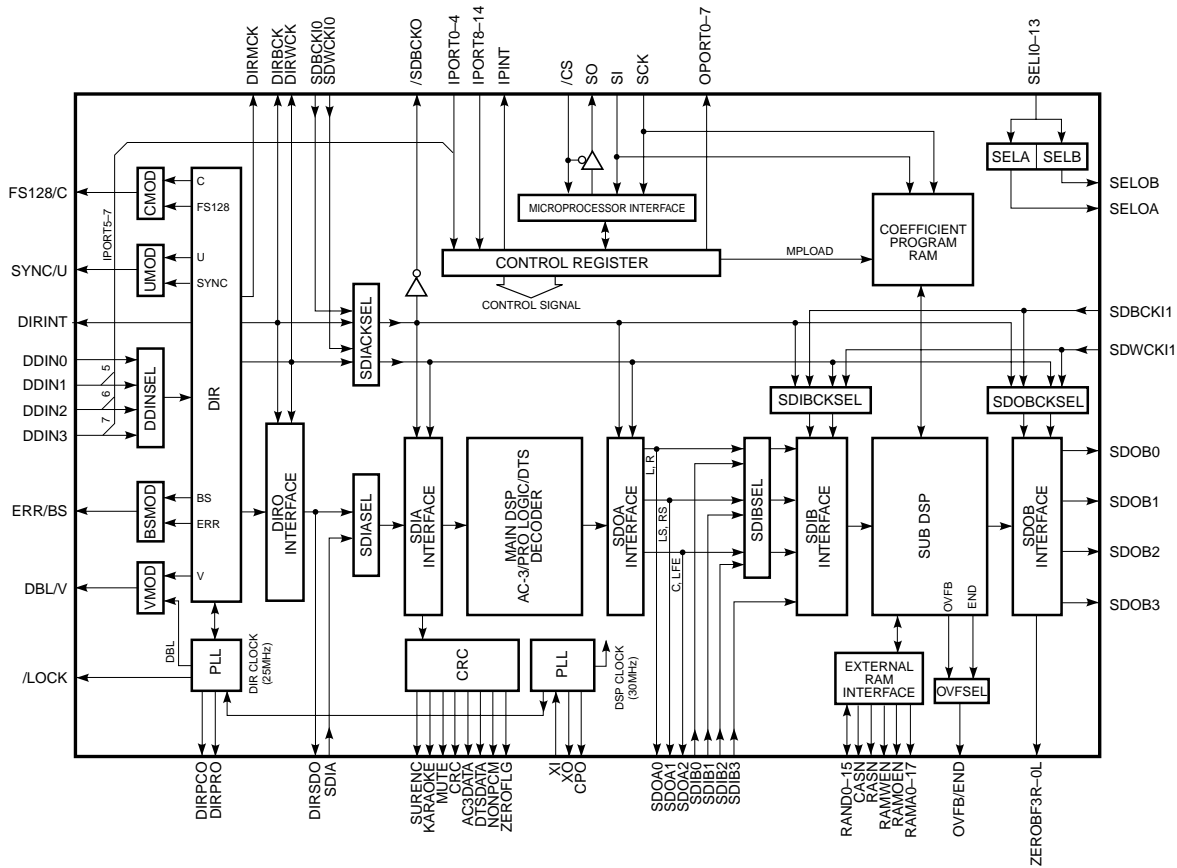 DIRMCK
DIRBCK
DIRWCK
SDBCKI0
SDWCKI0
/SDBCKO
IPORT0–4
IPORT8-14
IPINT
/CS
SO
SI
SCK
OPORT0–7
SELI0–13
FS128/C
SYNC/U
DIRINT
DDIN0
DDIN1
DDIN2
DDIN3
ERR/BS
DBL/V
/LOCK
IPORT5–7
5
6
7
CMOD
C
FS128
UMOD
U
SYNC
DDINSEL
DIR
BSMOD
BS
ERR
VMOD
V
DBL
PLL
DIR CLOCK
(25MHz)
SDIACKSEL
MICROPROCESSOR INTERFACE
CONTROL REGISTER
CONTROL SIGNAL
MPLOAD
COEFFICIENT
PROGRAM
RAM
SELA
SELB
SELOB
SELOA
SDBCKI1
SDWCKI1
SDIBCKSEL
SDOBCKSEL
DIRO
INTERFACE
SDIASEL
SDIA
INTERFACE
MAIN DSP
AC-3/PRO LOGIC/DTS
DECODER
SDOA
INTERFACE
L, R
LS, RS
C, LFE
SDIBSEL
SDIB
INTERFACE
SUB DSP
OVFB
END
SDOB
INTERFACE
SDOB0
SDOB1
SDOB2
SDOB3
CRC
PLL
DSP CLOCK
(30MHz)
EXTERNAL
RAM
INTERFACE
OVFSEL
DIRPCO
DIRPRO
DIRSDO
SDIA
SURENC
KARAOKE
MUTE
CRC
AC3DATA
DTSDATA
NONPCM
ZEROFLG
XI
XO
CPO
SDOA0
SDOA1
SDOA2
SDIB0
SDIB1
SDIB2
SDIB3
RAND0-15
CASN
RASN
RAMWEN
RAMOEN
RAMA0-17
OVFB/END
ZEROBF3R–0L